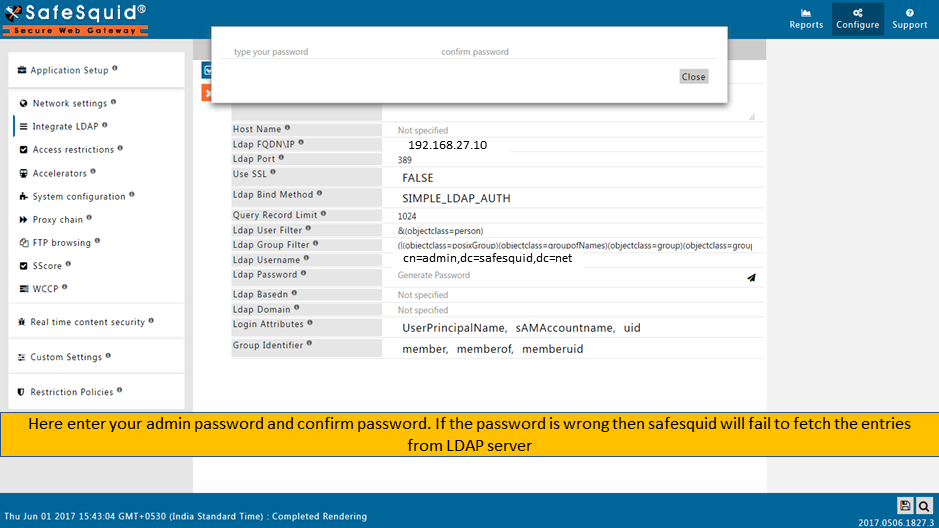 SafeSquid®
Secure Web Gateway
Reports
Configure
Support
type your password confirm password
Close
Application Setup
Network settings
Integrate LDAP
Access restrictions
Accelerators
System configuration
Proxy chain
FTP browsing
SScore
WCCP
Real time content security
Custom Settings
Restriction Policies
Host Name Not specified
Ldap FQDN\IP 192.168.27.10
Ldap Port 389
Use SSL FALSE
Ldap Bind Method SIMPLE_LDAP_AUTH
Query Record Limit 1024
Ldap User Filter &(objectclass=person)
Ldap Group Filter (|(objectclass=posixGroup)(objectclass=groupofNames)(objectclass=group)(objectclass=group
Ldap Username cn=admin,dc=safesquid,dc=net
Ldap Password Generate Password
Ldap Basedn Not specified
Ldap Domain Not specified
Login Attributes UserPrincipalName, sAMAccountname, uid
Group Identifier member, memberof, memberuid
Here enter your admin password and confirm password. If the password is wrong then safesquid will fail to fetch the entries
from LDAP server
Thu Jun 01 2017 15:43:04 GMT+0530 (India Standard Time) : Completed Rendering
2017.0506.1827.3